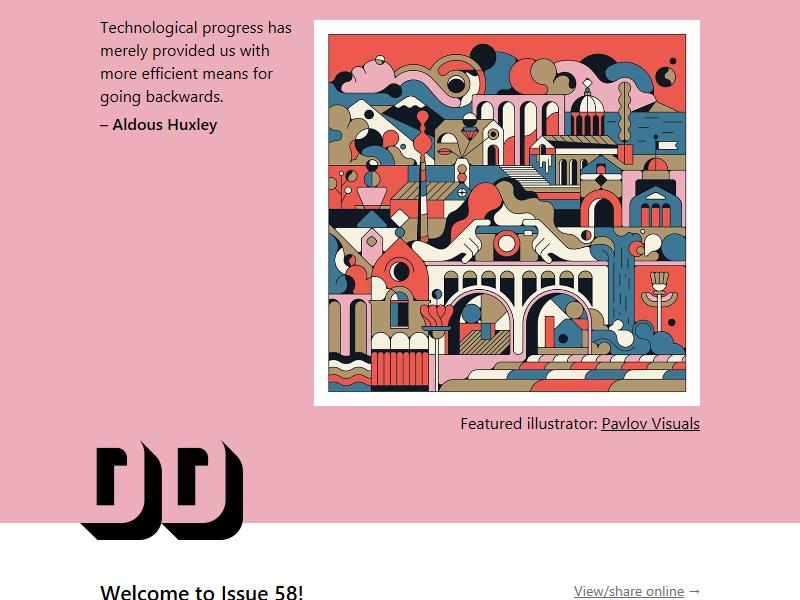 Technological progress has
merely provided us with
more efficient means for
going backwards.
– Aldous Huxley
Featured illustrator: Pavlov Visuals
DD
Welcome to Issue 58!
View/share online →